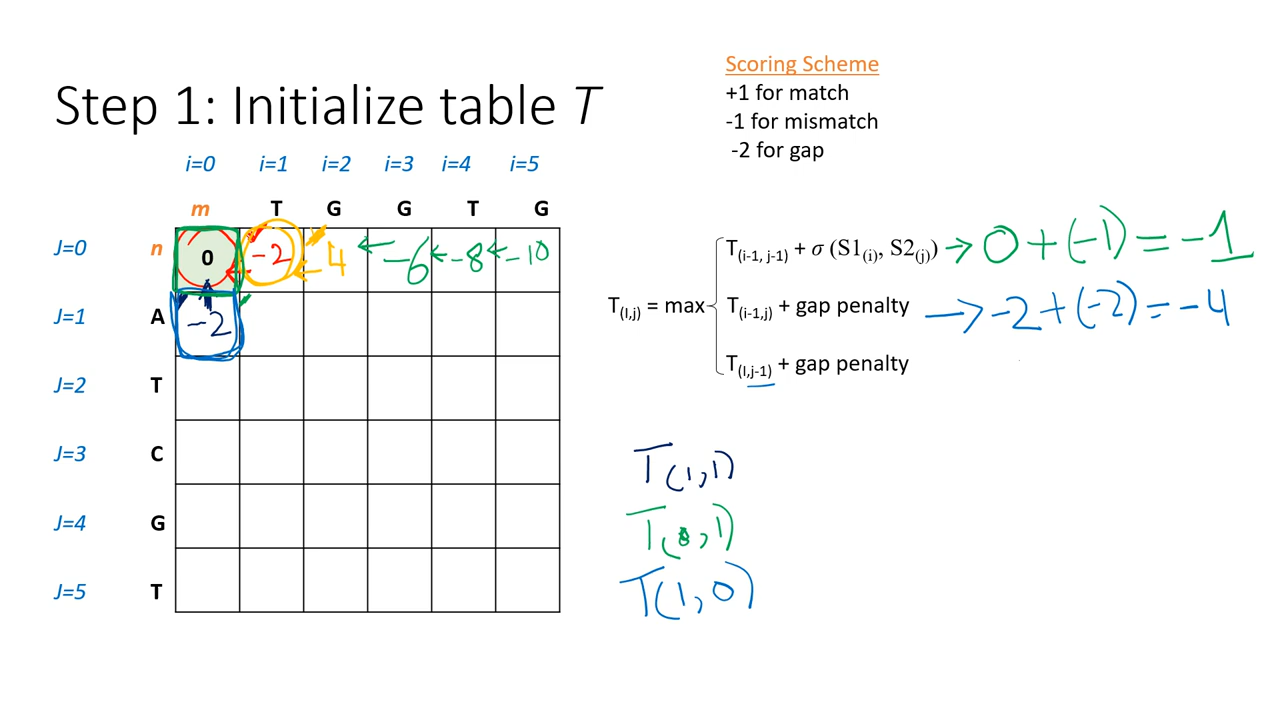 Scoring Scheme
+1 for match
-1 for mismatch
-2 for gap
Step 1: Initialize table T
i=0 i=1 i=2 i=3 i=4 i=5
m T G G T G
J=0 n 0 -2 4 -6 -8 -10
J=1 A -2
J=2 T
J=3 C
J=4 G
J=5 T
T(i-1, j-1) + σ (S1(i), S2(j)) → 0 + (-1) = -1
T(I,j) = max T(i-1,j) + gap penalty → -2 + (-2) = -4
T(I,j-1) + gap penalty
T(1,1)
T(0,1)
T(1,0)